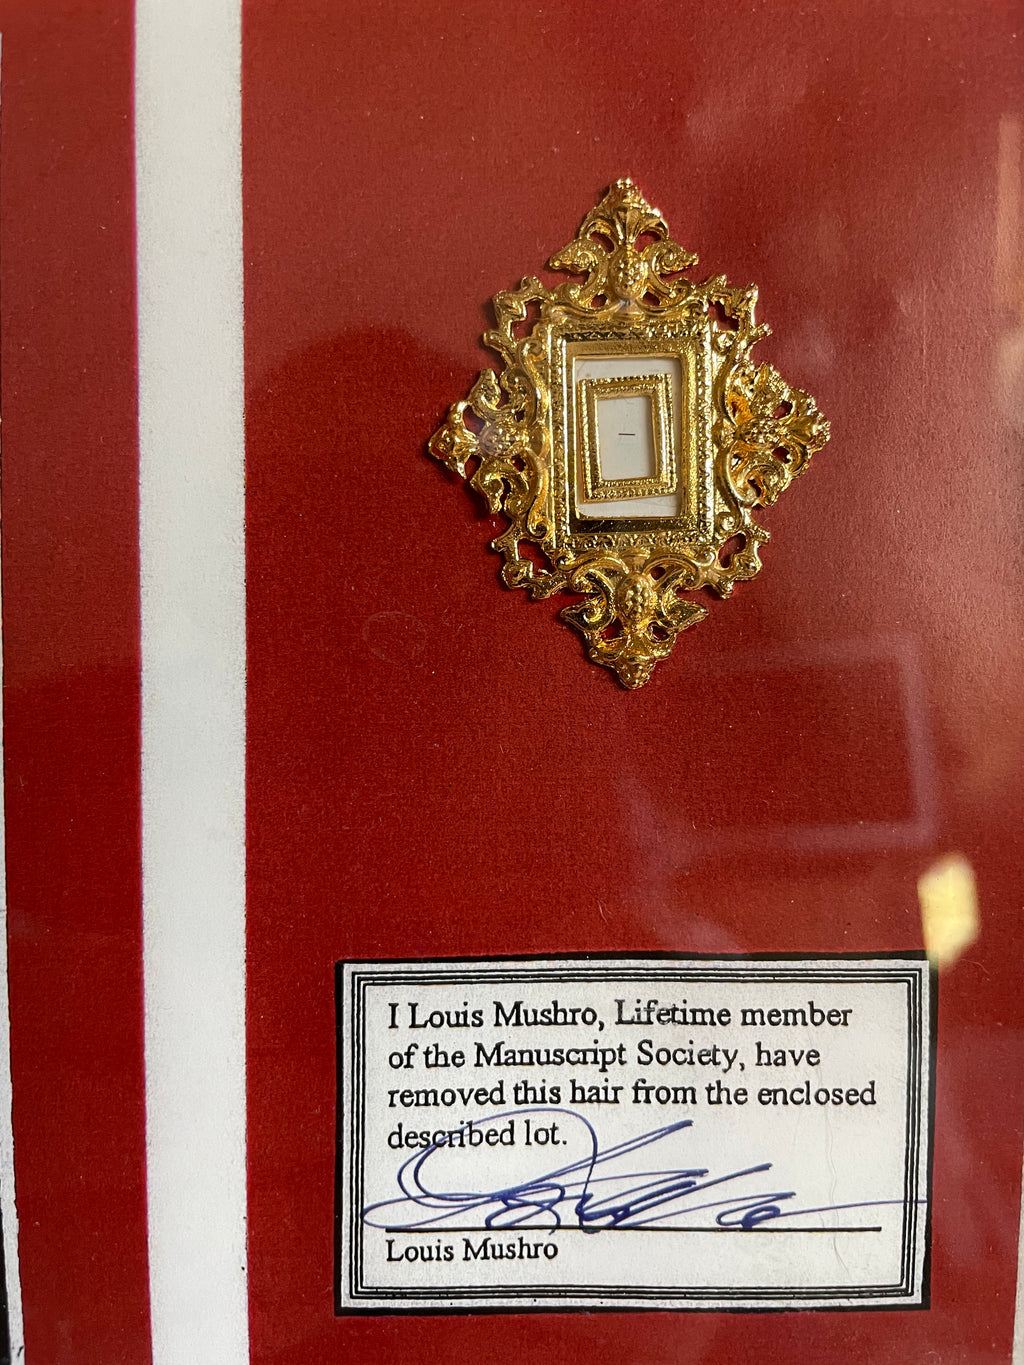 I Louis Mushro, Lifetime member
of the Manuscript Society, have
removed this hair from the enclosed
described lot.
Louis Mushro